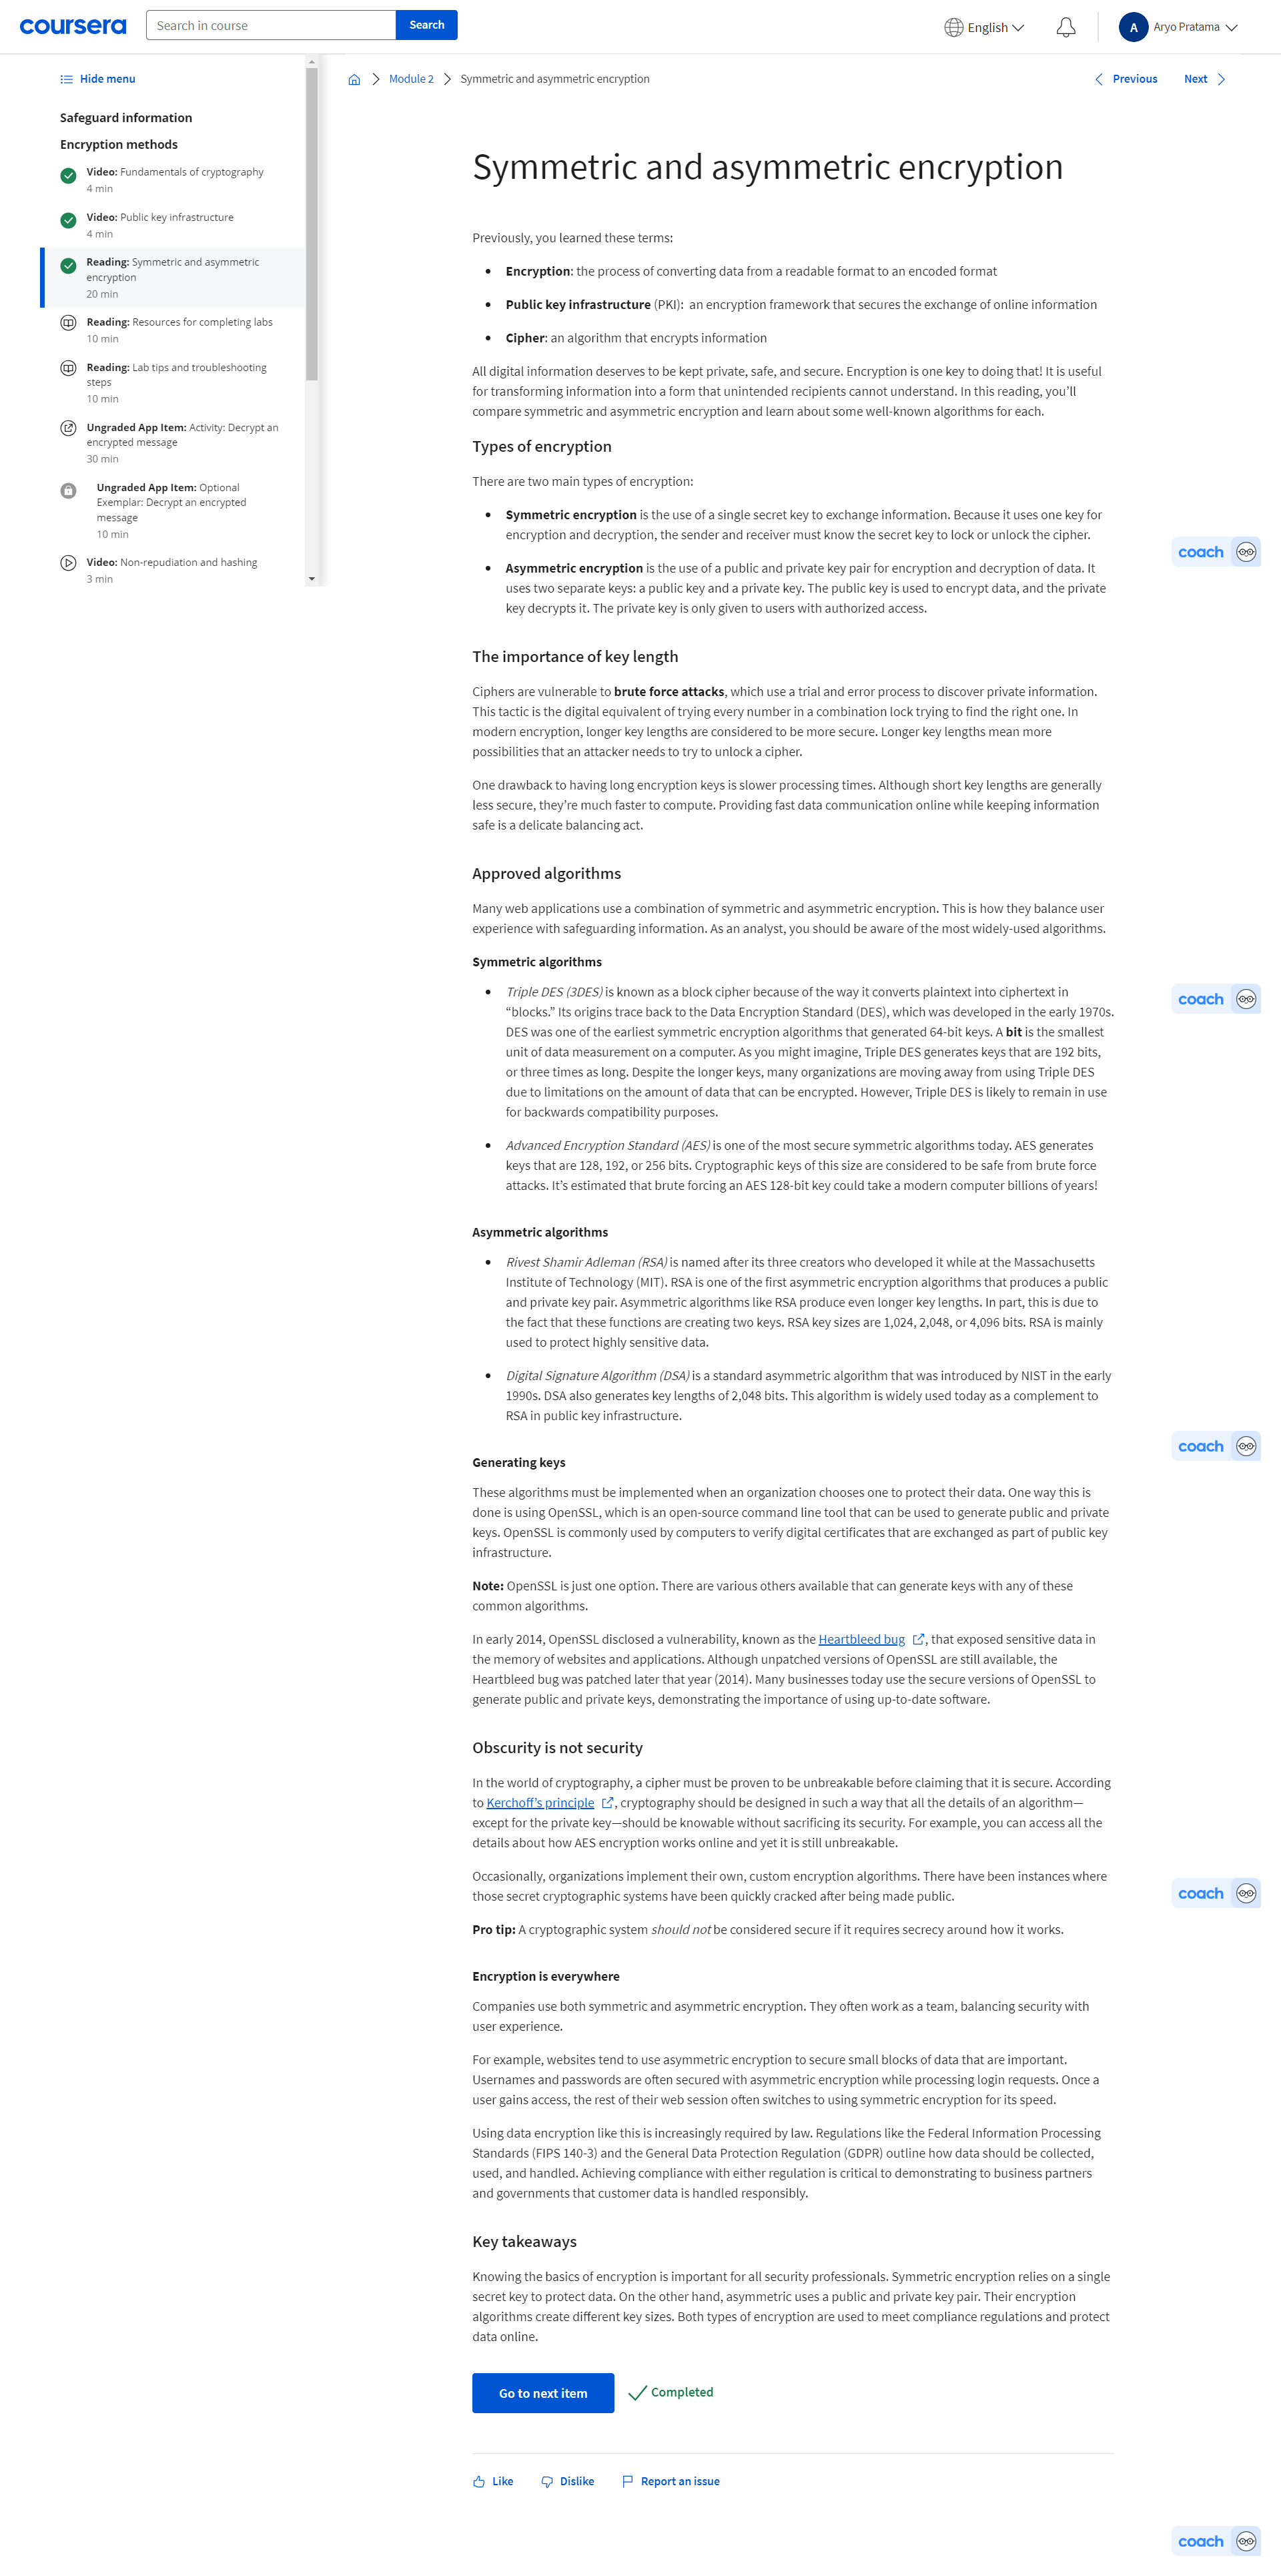 coursera
Search in course
Search
English
A
Aryo Pratama
Hide menu
Safeguard information
Encryption methods
Video: Fundamentals of cryptography
4 min
Video: Public key infrastructure
4 min
Reading: Symmetric and asymmetric
encryption
20 min
Reading: Resources for completing labs
10 min
Reading: Lab tips and troubleshooting
steps
10 min
Ungraded App Item: Activity: Decrypt an
encrypted message
30 min
Ungraded App Item: Optional
Exemplar: Decrypt an encrypted
message
10 min
Video: Non-repudiation and hashing
3 min
Module 2
Symmetric and asymmetric encryption
Previous
Next
Symmetric and asymmetric encryption
Previously, you learned these terms:
• Encryption: the process of converting data from a readable format to an encoded format
• Public key infrastructure (PKI):  an encryption framework that secures the exchange of online information
• Cipher: an algorithm that encrypts information
All digital information deserves to be kept private, safe, and secure. Encryption is one key to doing that! It is useful
for transforming information into a form that unintended recipients cannot understand. In this reading, you’ll
compare symmetric and asymmetric encryption and learn about some well-known algorithms for each.
Types of encryption
There are two main types of encryption:
• Symmetric encryption is the use of a single secret key to exchange information. Because it uses one key for
encryption and decryption, the sender and receiver must know the secret key to lock or unlock the cipher.
• Asymmetric encryption is the use of a public and private key pair for encryption and decryption of data. It
uses two separate keys: a public key and a private key. The public key is used to encrypt data, and the private
key decrypts it. The private key is only given to users with authorized access.
coach
The importance of key length
Ciphers are vulnerable to brute force attacks, which use a trial and error process to discover private information.
This tactic is the digital equivalent of trying every number in a combination lock trying to find the right one. In
modern encryption, longer key lengths are considered to be more secure. Longer key lengths mean more
possibilities that an attacker needs to try to unlock a cipher.
One drawback to having long encryption keys is slower processing times. Although short key lengths are generally
less secure, they’re much faster to compute. Providing fast data communication online while keeping information
safe is a delicate balancing act.
Approved algorithms
Many web applications use a combination of symmetric and asymmetric encryption. This is how they balance user
experience with safeguarding information. As an analyst, you should be aware of the most widely-used algorithms.
Symmetric algorithms
• Triple DES (3DES) is known as a block cipher because of the way it converts plaintext into ciphertext in
“blocks.” Its origins trace back to the Data Encryption Standard (DES), which was developed in the early 1970s.
DES was one of the earliest symmetric encryption algorithms that generated 64-bit keys. A bit is the smallest
unit of data measurement on a computer. As you might imagine, Triple DES generates keys that are 192 bits,
or three times as long. Despite the longer keys, many organizations are moving away from using Triple DES
due to limitations on the amount of data that can be encrypted. However, Triple DES is likely to remain in use
for backwards compatibility purposes.
coach
• Advanced Encryption Standard (AES) is one of the most secure symmetric algorithms today. AES generates
keys that are 128, 192, or 256 bits. Cryptographic keys of this size are considered to be safe from brute force
attacks. It’s estimated that brute forcing an AES 128-bit key could take a modern computer billions of years!
Asymmetric algorithms
• Rivest Shamir Adleman (RSA) is named after its three creators who developed it while at the Massachusetts
Institute of Technology (MIT). RSA is one of the first asymmetric encryption algorithms that produces a public
and private key pair. Asymmetric algorithms like RSA produce even longer key lengths. In part, this is due to
the fact that these functions are creating two keys. RSA key sizes are 1,024, 2,048, or 4,096 bits. RSA is mainly
used to protect highly sensitive data.
• Digital Signature Algorithm (DSA) is a standard asymmetric algorithm that was introduced by NIST in the early
1990s. DSA also generates key lengths of 2,048 bits. This algorithm is widely used today as a complement to
RSA in public key infrastructure.
coach
Generating keys
These algorithms must be implemented when an organization chooses one to protect their data. One way this is
done is using OpenSSL, which is an open-source command line tool that can be used to generate public and private
keys. OpenSSL is commonly used by computers to verify digital certificates that are exchanged as part of public key
infrastructure.
Note: OpenSSL is just one option. There are various others available that can generate keys with any of these
common algorithms.
In early 2014, OpenSSL disclosed a vulnerability, known as the Heartbleed bug, that exposed sensitive data in
the memory of websites and applications. Although unpatched versions of OpenSSL are still available, the
Heartbleed bug was patched later that year (2014). Many businesses today use the secure versions of OpenSSL to
generate public and private keys, demonstrating the importance of using up-to-date software.
Obscurity is not security
In the world of cryptography, a cipher must be proven to be unbreakable before claiming that it is secure. According
to Kerchoff’s principle, cryptography should be designed in such a way that all the details of an algorithm—
except for the private key—should be knowable without sacrificing its security. For example, you can access all the
details about how AES encryption works online and yet it is still unbreakable.
Occasionally, organizations implement their own, custom encryption algorithms. There have been instances where
those secret cryptographic systems have been quickly cracked after being made public.
coach
Pro tip: A cryptographic system should not be considered secure if it requires secrecy around how it works.
Encryption is everywhere
Companies use both symmetric and asymmetric encryption. They often work as a team, balancing security with
user experience.
For example, websites tend to use asymmetric encryption to secure small blocks of data that are important.
Usernames and passwords are often secured with asymmetric encryption while processing login requests. Once a
user gains access, the rest of their web session often switches to using symmetric encryption for its speed.
Using data encryption like this is increasingly required by law. Regulations like the Federal Information Processing
Standards (FIPS 140-3) and the General Data Protection Regulation (GDPR) outline how data should be collected,
used, and handled. Achieving compliance with either regulation is critical to demonstrating to business partners
and governments that customer data is handled responsibly.
Key takeaways
Knowing the basics of encryption is important for all security professionals. Symmetric encryption relies on a single
secret key to protect data. On the other hand, asymmetric uses a public and private key pair. Their encryption
algorithms create different key sizes. Both types of encryption are used to meet compliance regulations and protect
data online.
Go to next item
Completed
Like
Dislike
Report an issue
coach